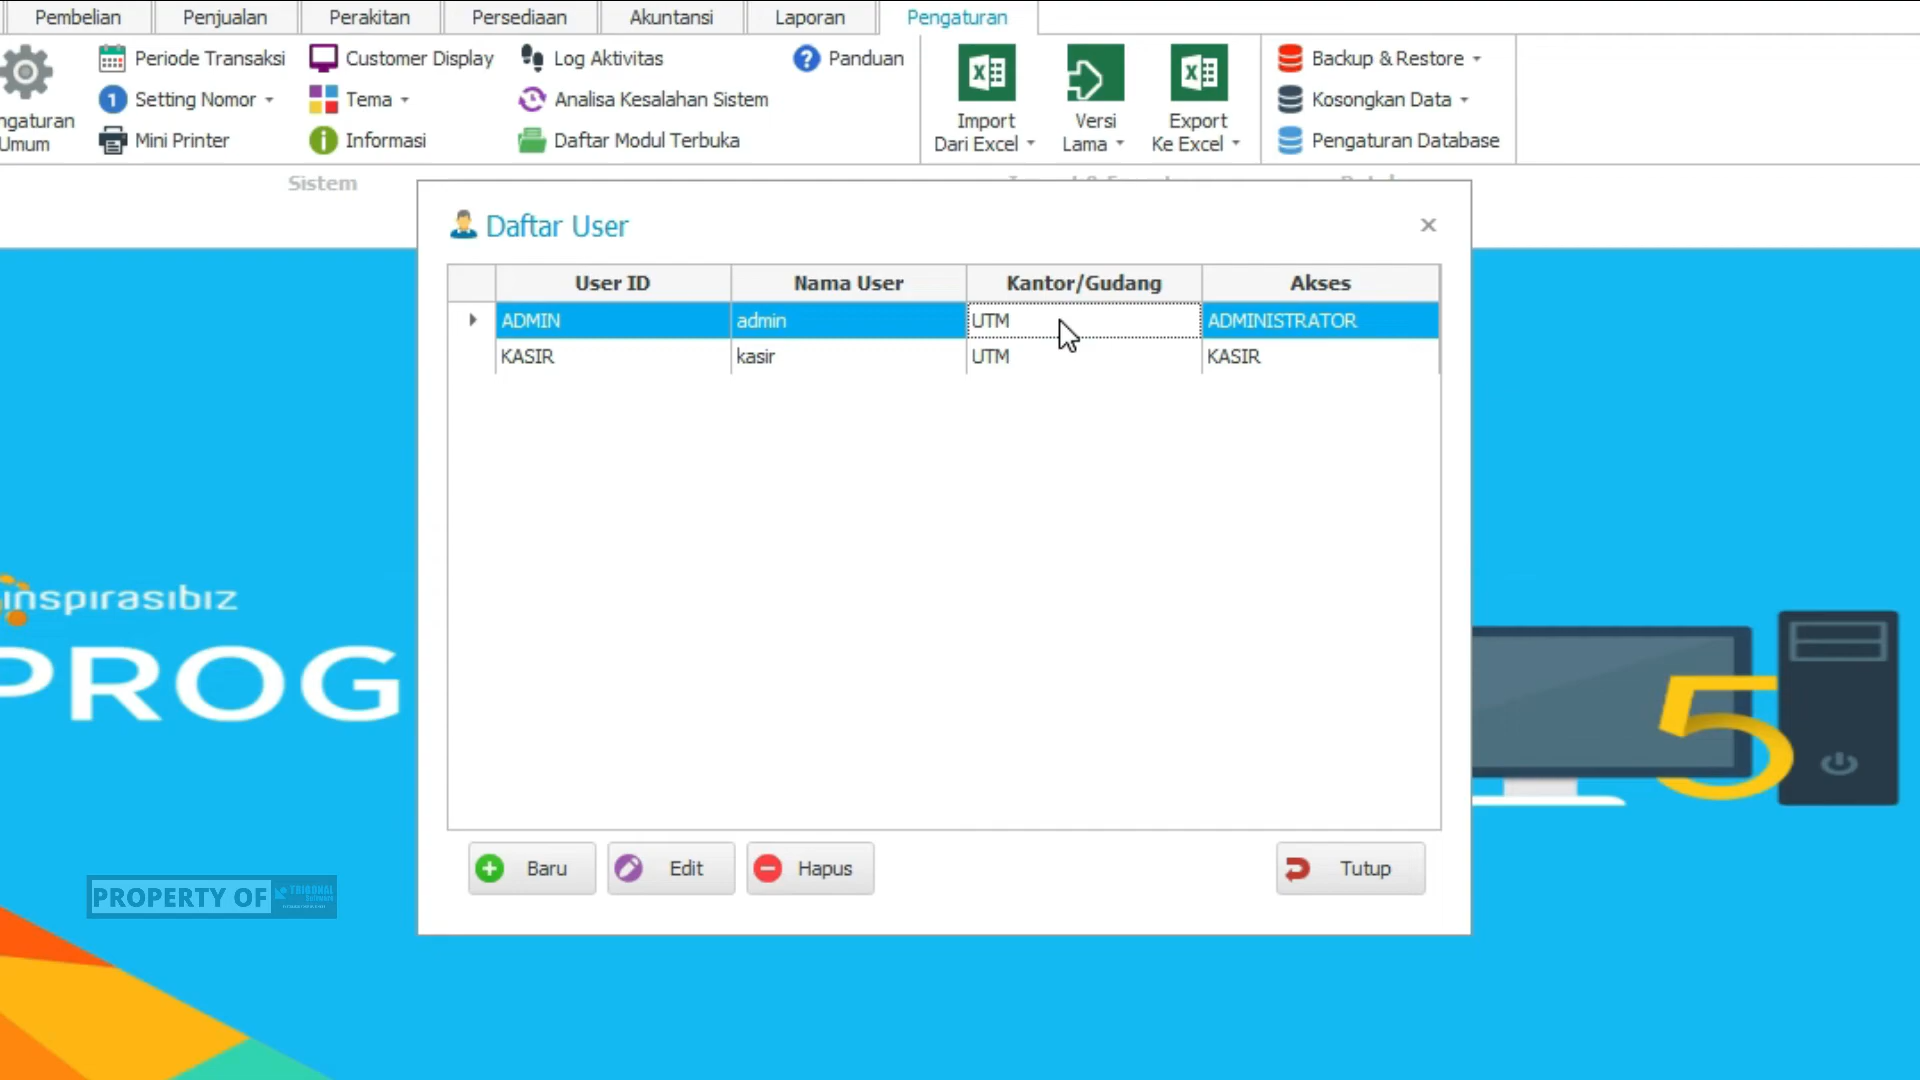 Pembelian Penjualan Perakitan Persediaan Akuntansi Laporan Pengaturan
Periode Transaksi Customer Display Log Aktivitas Panduan Backup & Restore
Setting Nomor Tema Analisa Kesalahan Sistem Kosongkan Data
Umum Mini Printer Informasi Daftar Modul Terbuka Pengaturan Database
Import Versi Export
Dari Excel Lama Ke Excel
Sistem
Daftar User
User ID Nama User Kantor/Gudang Akses
ADMIN admin UTM ADMINISTRATOR
KASIR kasir UTM KASIR
inspirasibiz
PROG
5
Baru Edit Hapus Tutup
PROPERTY OF TRIGONAL